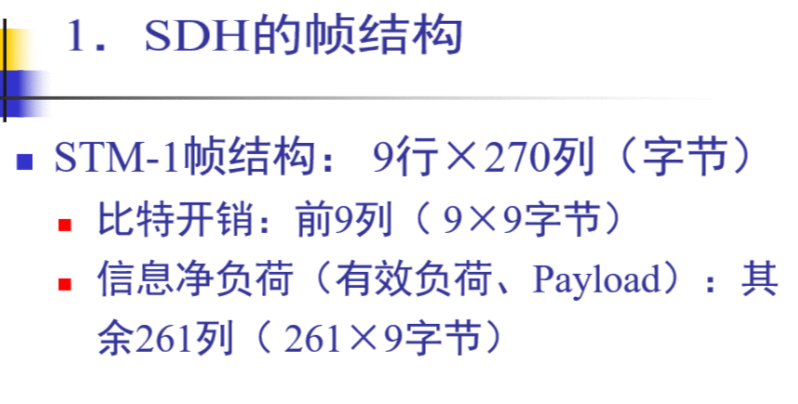 1．SDH的帧结构
STM-1帧结构： 9行×270列（字节）
比特开销：前9列（ 9×9字节）
信息净负荷（有效负荷、Payload）：其
余261列（ 261×9字节）